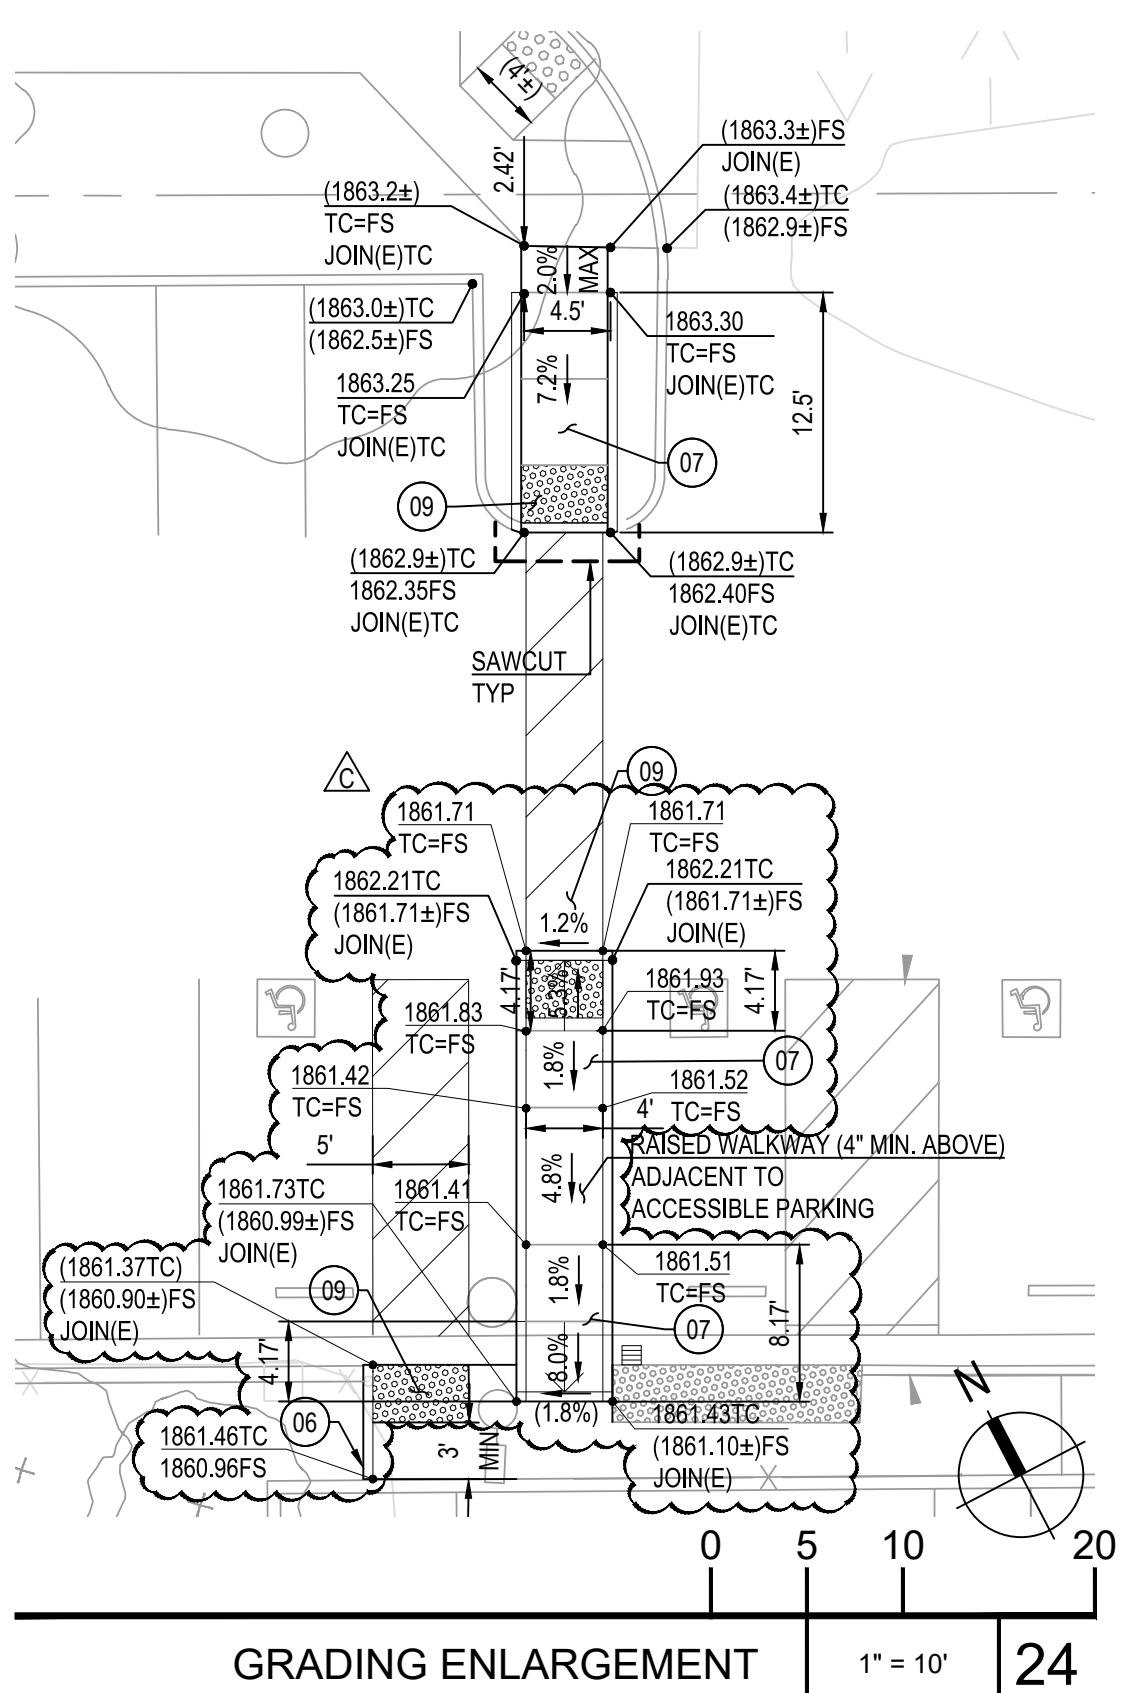 (4'±)
2.42'
(1863.3±)FS
JOIN(E)
(1863.2±)
TC=FS
JOIN(E)TC
(1863.4±)TC
(1862.9±)FS
2.0%
MAX
4.5'
(1863.0±)TC
(1862.5±)FS
1863.30
TC=FS
JOIN(E)TC
1863.25
TC=FS
JOIN(E)TC
7.2%
12.5'
07
09
(1862.9±)TC
1862.35FS
JOIN(E)TC
(1862.9±)TC
1862.40FS
JOIN(E)TC
SAWCUT
TYP
C
09
1861.71
TC=FS
1861.71
TC=FS
1862.21TC
(1861.71±)FS
JOIN(E)
1862.21TC
(1861.71±)FS
JOIN(E)
1.2%
4.17'
5.3%
1861.93
TC=FS
4.17'
1861.83
TC=FS
1.8%
07
1861.42
TC=FS
1861.52
TC=FS
4'
5'
RAISED WALKWAY (4" MIN. ABOVE)
ADJACENT TO
ACCESSIBLE PARKING
4.8%
1861.73TC
(1860.99±)FS
JOIN(E)
1861.41
TC=FS
(1861.37TC)
(1860.90±)FS
JOIN(E)
09
1.8%
1861.51
TC=FS
07
8.17'
4.17'
8.0%
(1.8%)
1861.43TC
(1861.10±)FS
JOIN(E)
06
1861.46TC
1860.96FS
3'
MIN
N
0 5 10 20
GRADING ENLARGEMENT
1" = 10'
24